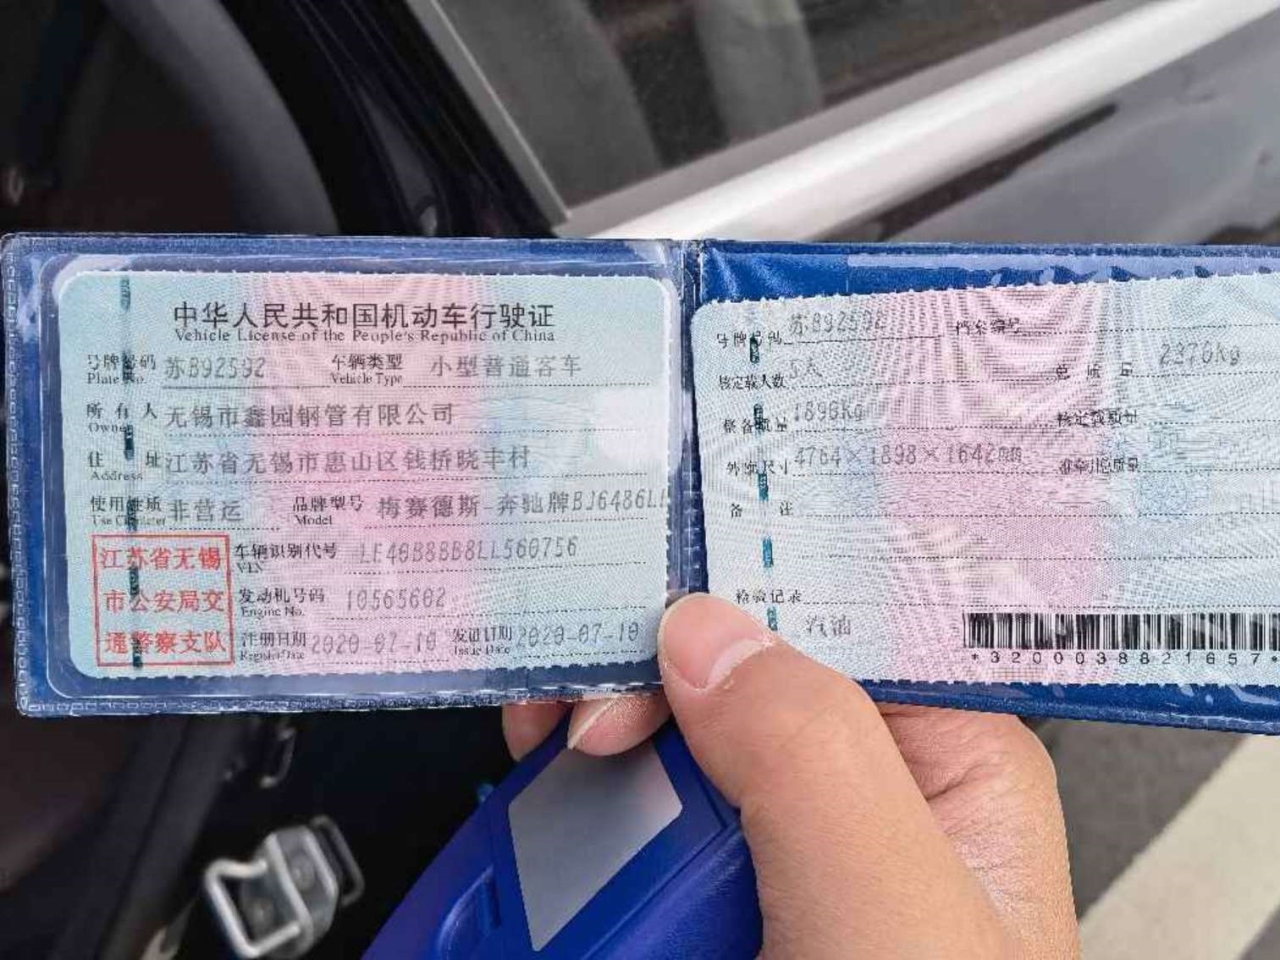 中华人民共和国机动车行驶证
Vehicle License of the People's Republic of China
号牌号码 苏B92592 车辆类型 小型普通客车
Plate No. Vehicle Type
所有人 无锡市鑫园钢管有限公司
Owner
住址 江苏省无锡市惠山区钱桥晓丰村
Address
使用性质 非营运 品牌型号 梅赛德斯-奔驰牌BJ6486L
Use Character Model
江苏省无锡
市公安局交
通警察支队
车辆识别代号 LE40B8BB8LL560756
VIN
发动机号码 10565602
Engine No.
注册日期 2020-07-10 发证日期 2020-07-10
Register Date Issue Date
号牌号码 苏B92592 档案编号
核定载人数 5人 总质量 2370Kg
整备质量 1890Kg 核定载质量
外廓尺寸 4764×1898×1642mm 准牵引总质量
备注
检验记录
汽油
*3200038821657*